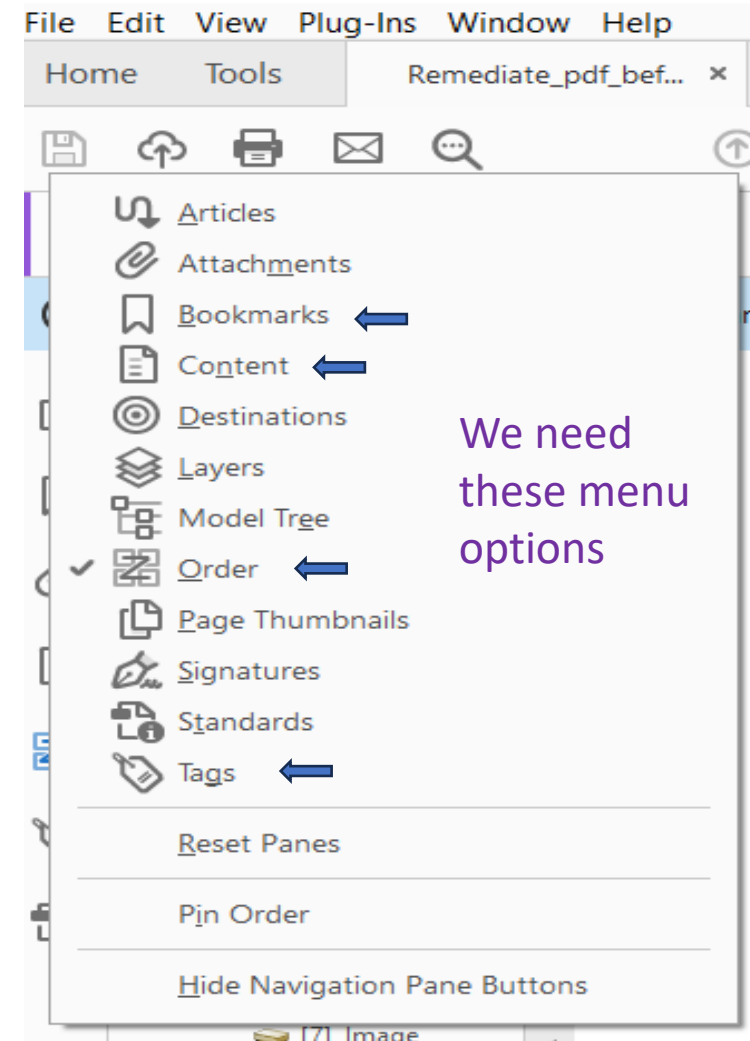 File Edit View Plug-Ins Window Help
Home Tools Remediate_pdf_bef... ×
Articles
Attachments
Bookmarks
Content
Destinations
Layers
Model Tree
Order
Page Thumbnails
Signatures
Standards
Tags
We need
these menu
options
Reset Panes
Pin Order
Hide Navigation Pane Buttons
[7] Image